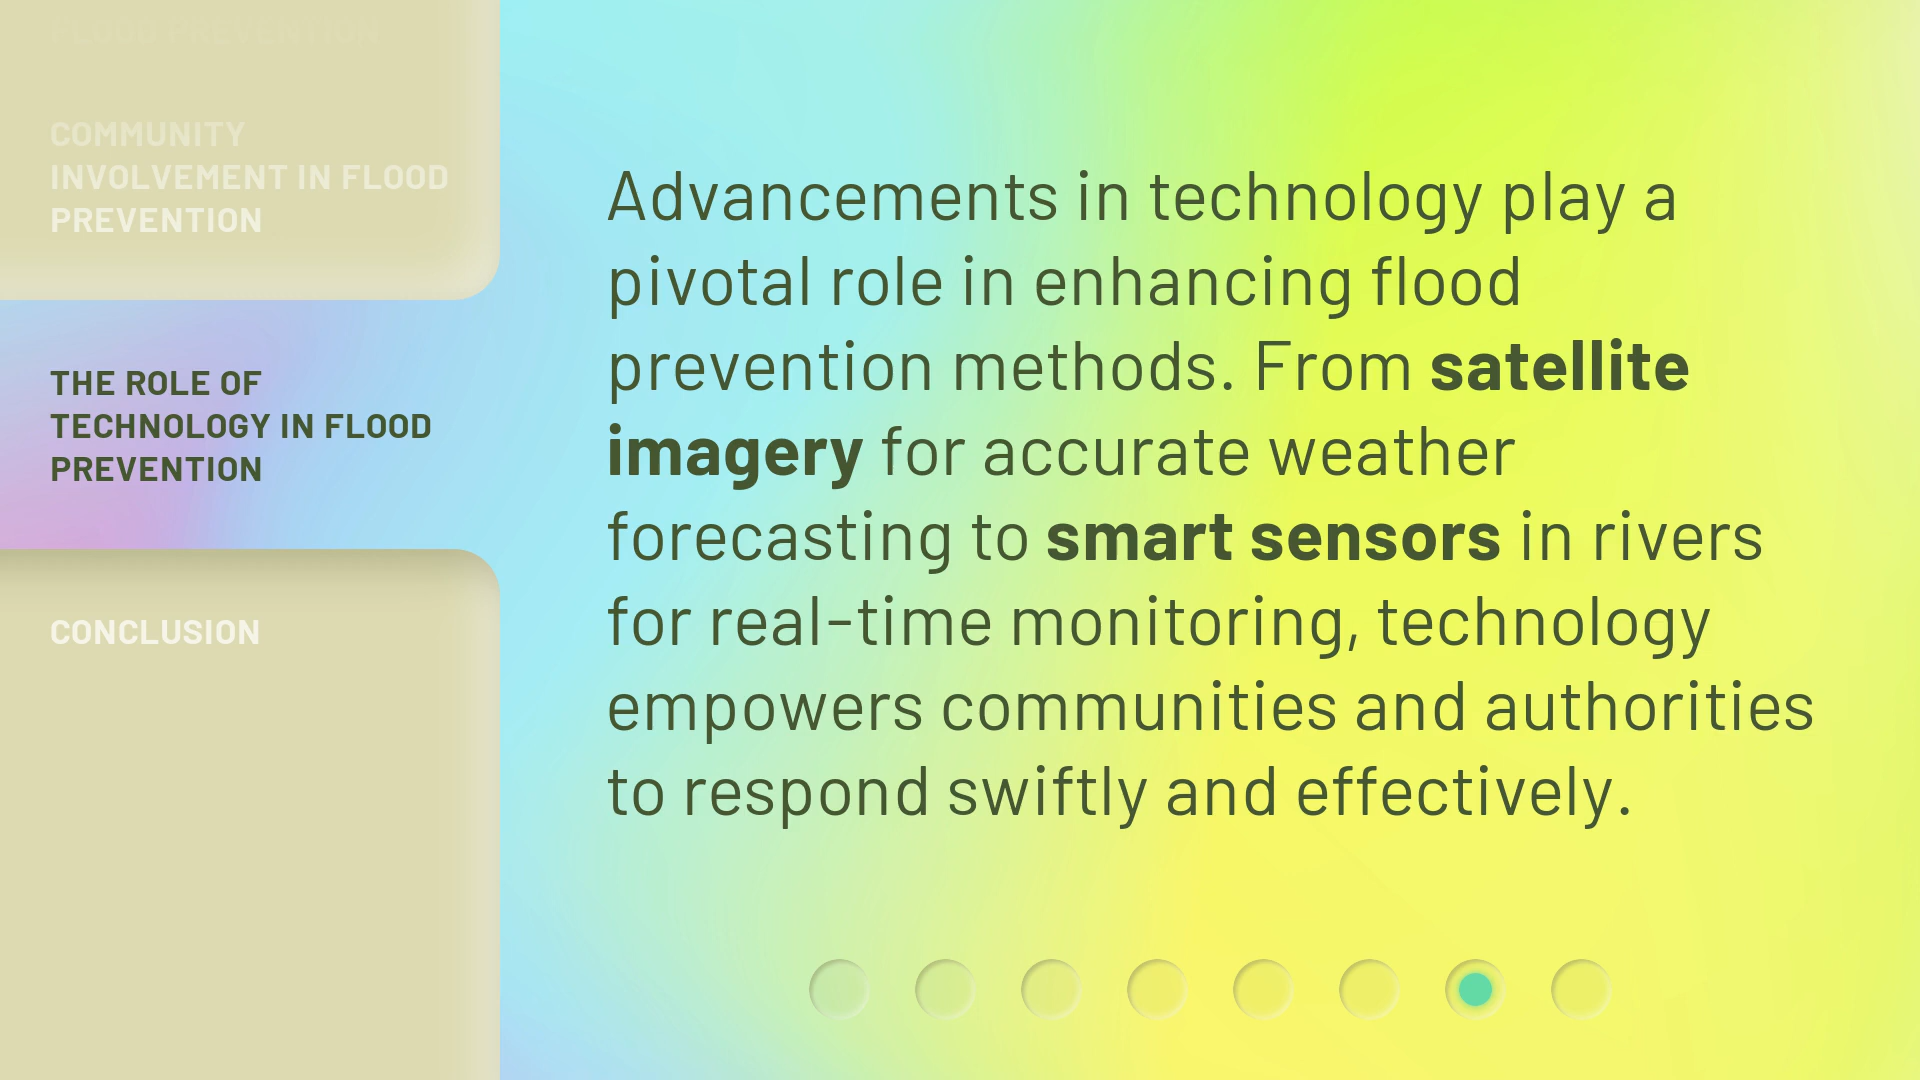 FLOOD PREVENTION
COMMUNITY
INVOLVEMENT IN FLOOD
PREVENTION
THE ROLE OF
TECHNOLOGY IN FLOOD
PREVENTION
CONCLUSION
Advancements in technology play a
pivotal role in enhancing flood
prevention methods. From satellite
imagery for accurate weather
forecasting to smart sensors in rivers
for real-time monitoring, technology
empowers communities and authorities
to respond swiftly and effectively.